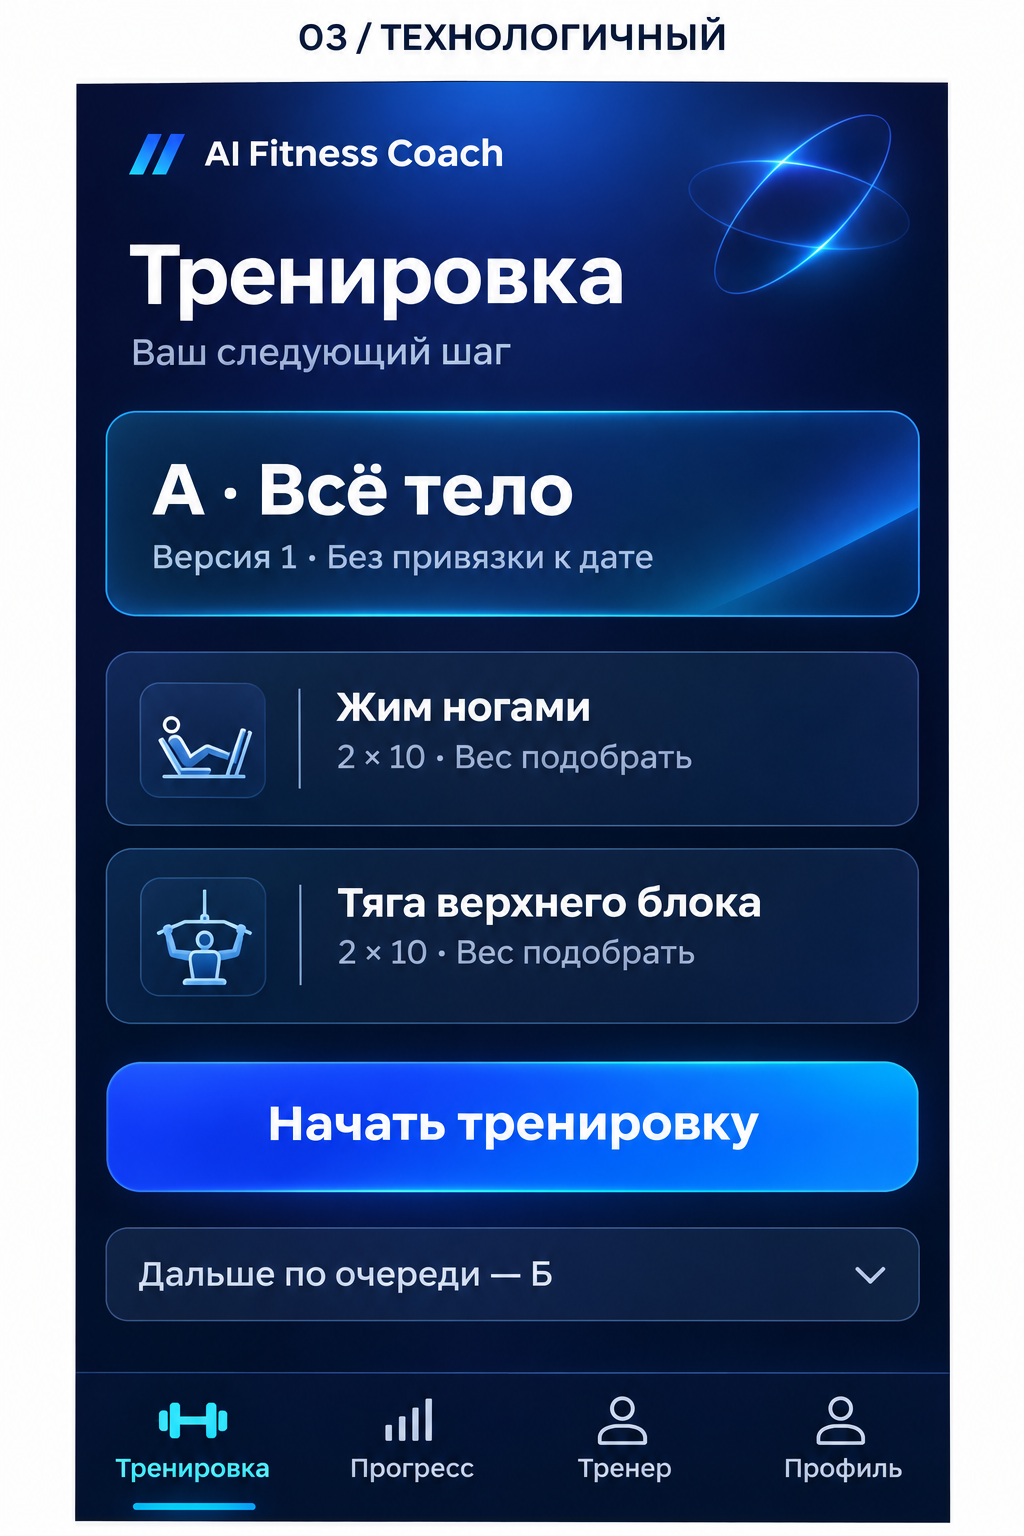 03 / ТЕХНОЛОГИЧНЫЙ
AI Fitness Coach
Тренировка
Ваш следующий шаг
А · Всё тело
Версия 1 · Без привязки к дате
Жим ногами
2 × 10 · Вес подобрать
Тяга верхнего блока
2 × 10 · Вес подобрать
Начать тренировку
Дальше по очереди — Б
Тренировка
Прогресс
Тренер
Профиль